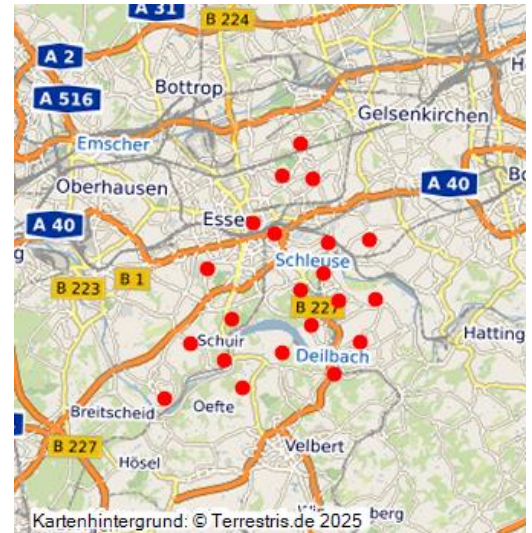 A 31
B 224
A 2
Bottrop
A 516
Gelsenkirchen
Emscher
Oberhausen
A 40
Esse
A 40
Schleuse
B 1
B 223
B 227
Hatting
Schuir
Deilbach
Breitscheid
Oefte
B 227
Velbert
Hösel
berg
Kartenhintergrund: © Terrestris.de 2025